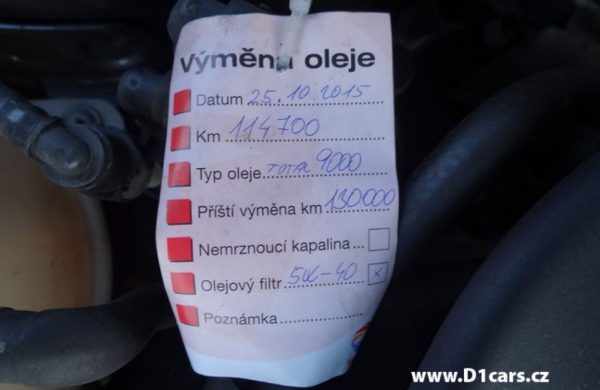 Výměna oleje
Datum 25.10.2015
Km 114700
Typ oleje TOTAL 9000
Příští výměna km 130000
Nemrznoucí kapalina...
Olejový filtr 5W-40 x
Poznámka
www.D1cars.cz